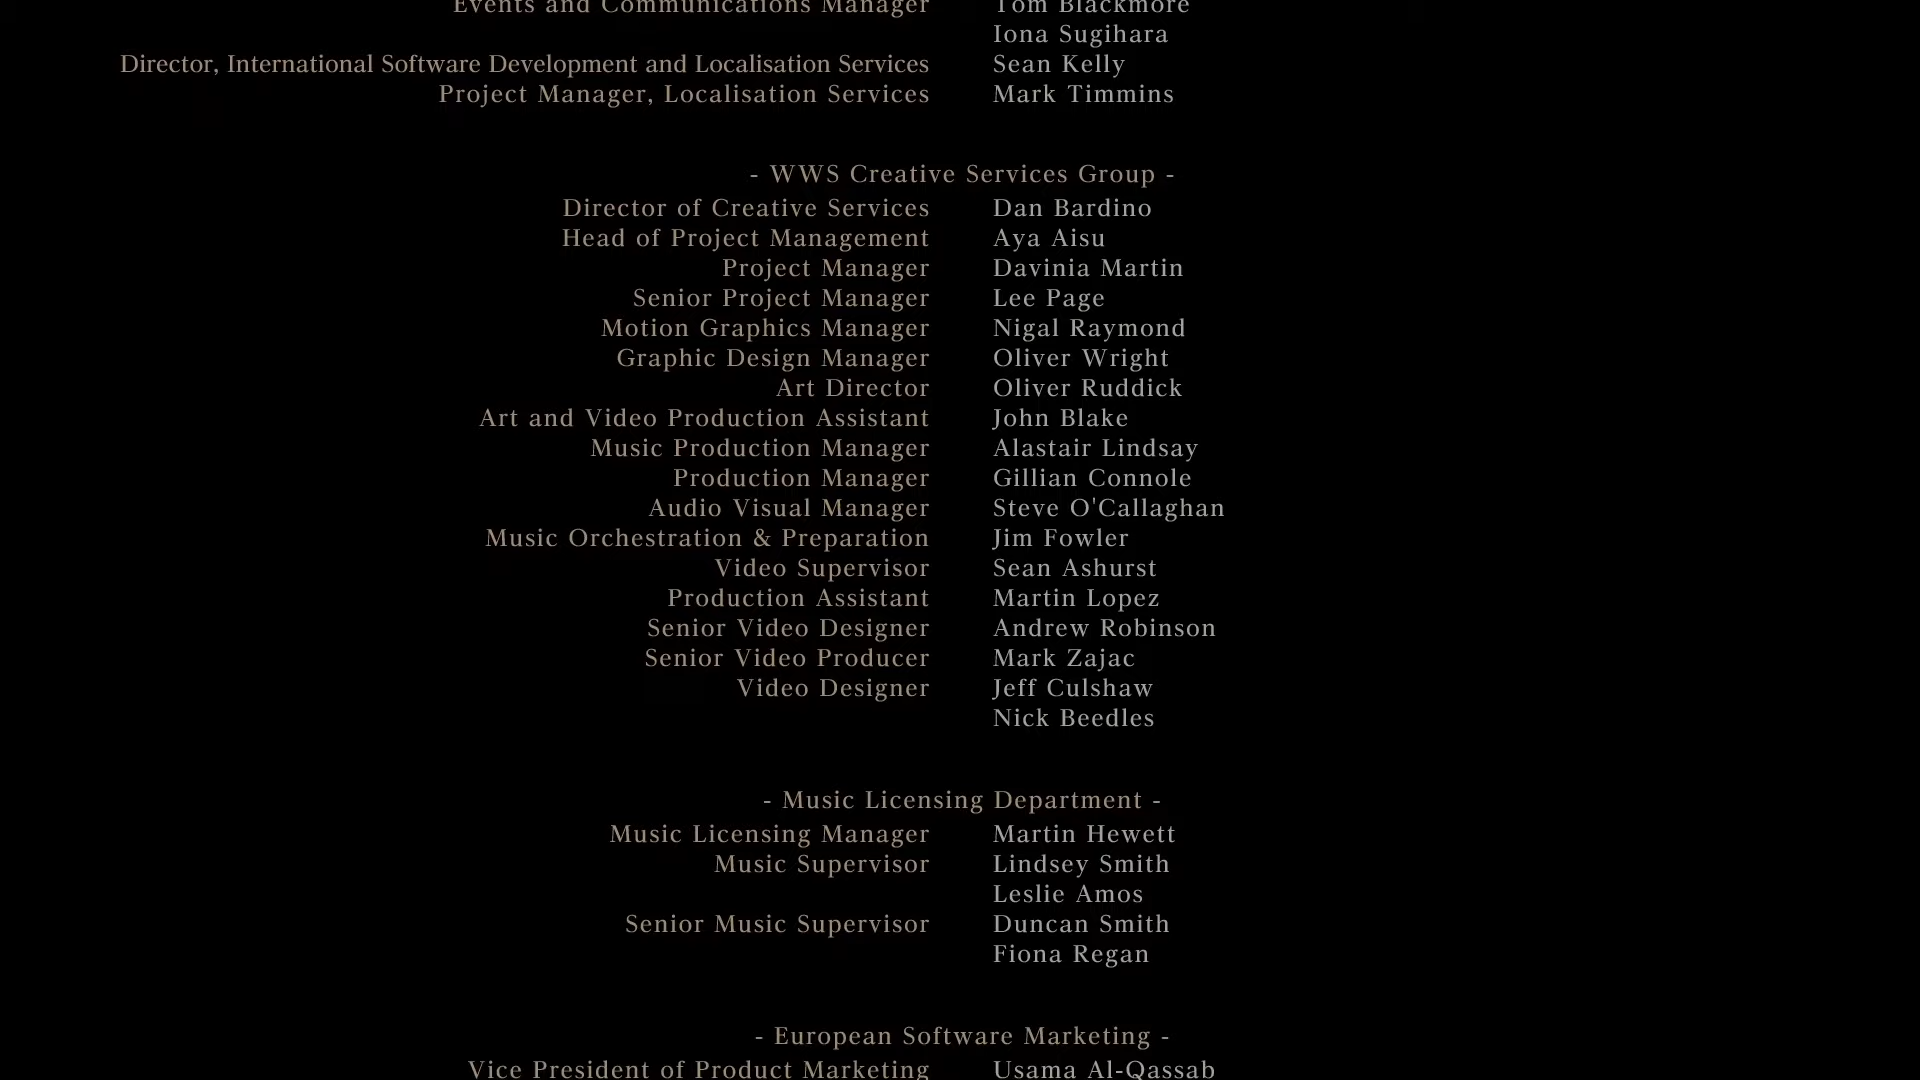 Events and Communications Manager Tom Blackmore
Iona Sugihara
Director, International Software Development and Localisation Services Sean Kelly
Project Manager, Localisation Services Mark Timmins
- WWS Creative Services Group -
Director of Creative Services Dan Bardino
Head of Project Management Aya Aisu
Project Manager Davinia Martin
Senior Project Manager Lee Page
Motion Graphics Manager Nigal Raymond
Graphic Design Manager Oliver Wright
Art Director Oliver Ruddick
Art and Video Production Assistant John Blake
Music Production Manager Alastair Lindsay
Production Manager Gillian Connole
Audio Visual Manager Steve O'Callaghan
Music Orchestration & Preparation Jim Fowler
Video Supervisor Sean Ashurst
Production Assistant Martin Lopez
Senior Video Designer Andrew Robinson
Senior Video Producer Mark Zajac
Video Designer Jeff Culshaw
Nick Beedles
- Music Licensing Department -
Music Licensing Manager Martin Hewett
Music Supervisor Lindsey Smith
Leslie Amos
Senior Music Supervisor Duncan Smith
Fiona Regan
- European Software Marketing -
Vice President of Product Marketing Usama Al-Qassab